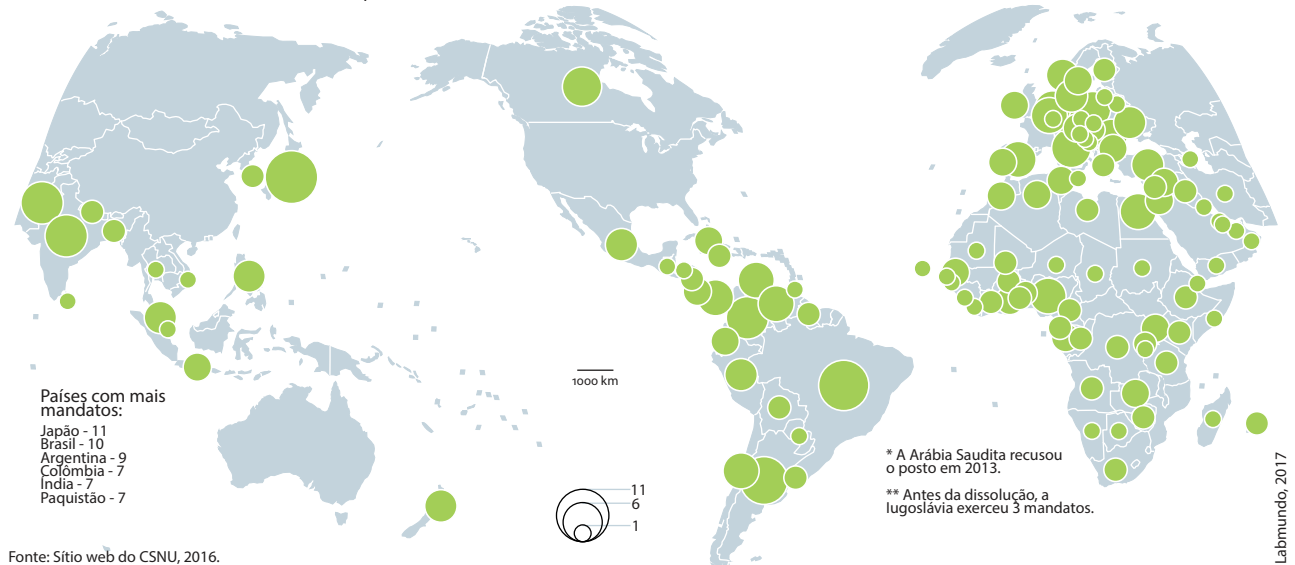 Países com mais
mandatos:
Japão - 11
Brasil - 10
Argentina - 9
Colômbia - 7
Índia - 7
Paquistão - 7
Fonte: Sítio web do CSNU, 2016.
1000 km
11
6
1
* A Arábia Saudita recusou
o posto em 2013.
** Antes da dissolução, a
Iugoslávia exerceu 3 mandatos.
Labmundo, 2017